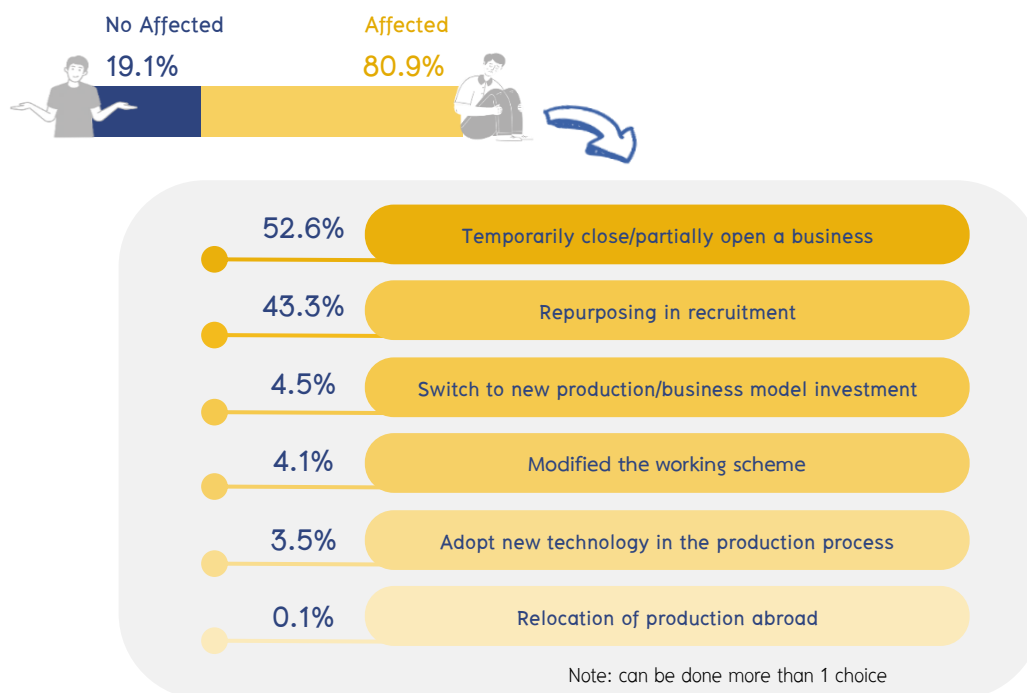 No Affected
Affected
19.1%
80.9%
52.6%
Temporarily close/partially open a business
43.3%
Repurposing in recruitment
4.5%
Switch to new production/business model investment
4.1%
Modified the working scheme
3.5%
Adopt new technology in the production process
0.1%
Relocation of production abroad
Note: can be done more than 1 choice